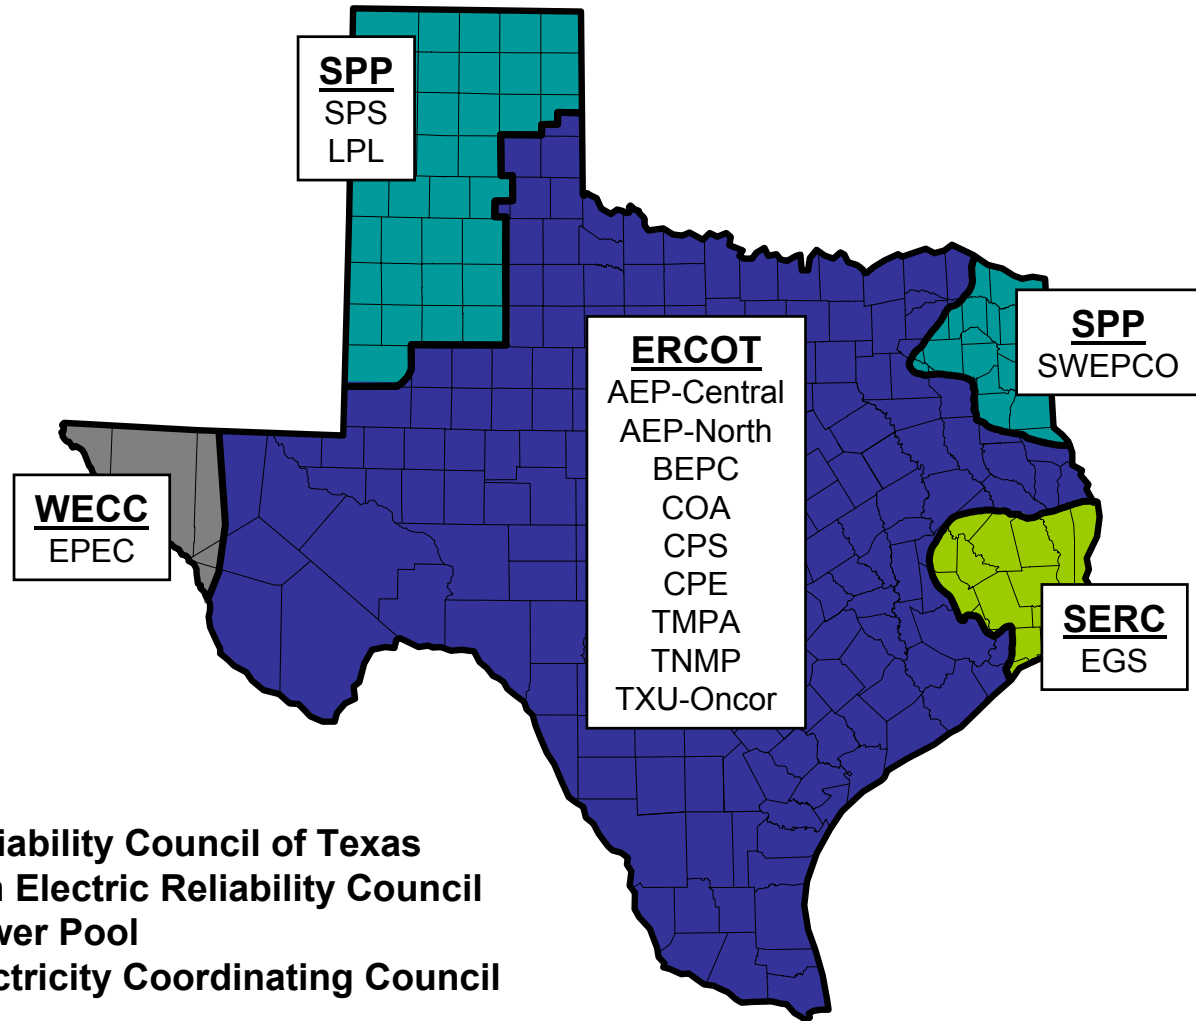 SPP
SPS
LPL
SPP
SWEPCO
ERCOT
AEP-Central
AEP-North
BEPC
COA
CPS
CPE
TMPA
TNMP
TXU-Oncor
WECC
EPEC
SERC
EGS
iability Council of Texas
n Electric Reliability Council
wer Pool
ctricity Coordinating Council